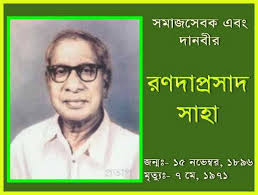 সমাজসেবক এবং
দানবীর
রণদাপ্রসাদ
সাহা
জন্ম:- ১৫ নভেম্বর, ১৮৯৬
মৃত্যু:- ৭ মে, ১৯৭১